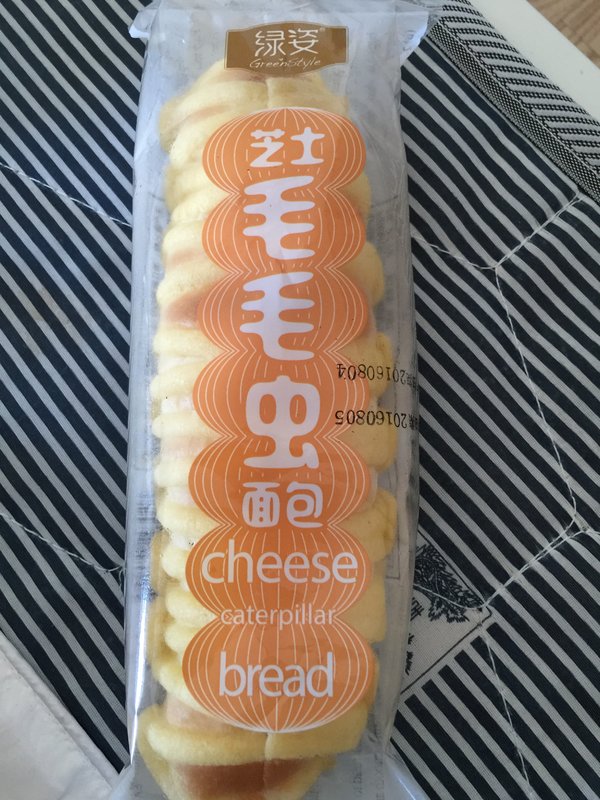 绿姿
GreenStyle
芝士
毛
毛
虫
面包
cheese
caterpillar
bread
20160805
20160804